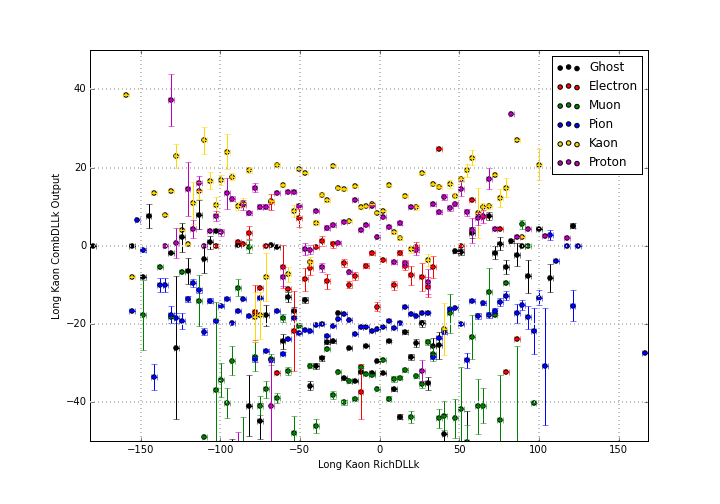 Ghost
Electron
Muon
Pion
Kaon
Proton
40
20
0
−20
−40
−150
−100
−50
0
50
100
150
Long Kaon CombDLLk Output
Long Kaon RichDLLk